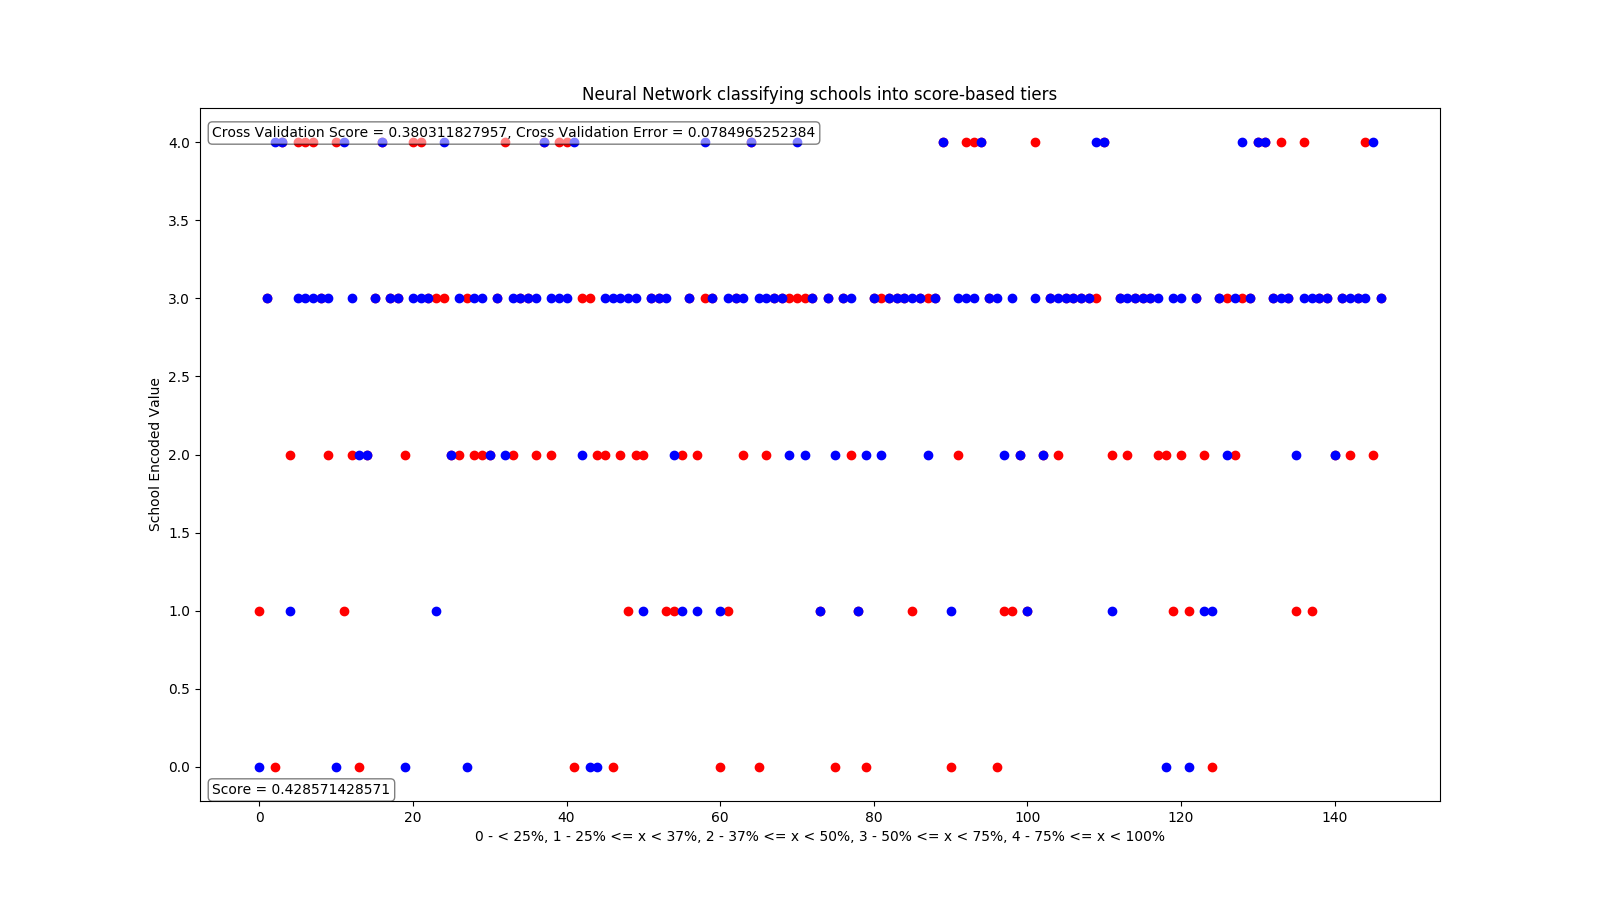 Neural Network classifying schools into score-based tiers
Cross Validation Score = 0.380311827957, Cross Validation Error = 0.0784965252384
4.0
3.5
3.0
2.5
2.0
1.5
1.0
0.5
0.0
School Encoded Value
Score = 0.428571428571
0 20 40 60 80 100 120 140
0 - < 25%, 1 - 25% <= x < 37%, 2 - 37% <= x < 50%, 3 - 50% <= x < 75%, 4 - 75% <= x < 100%